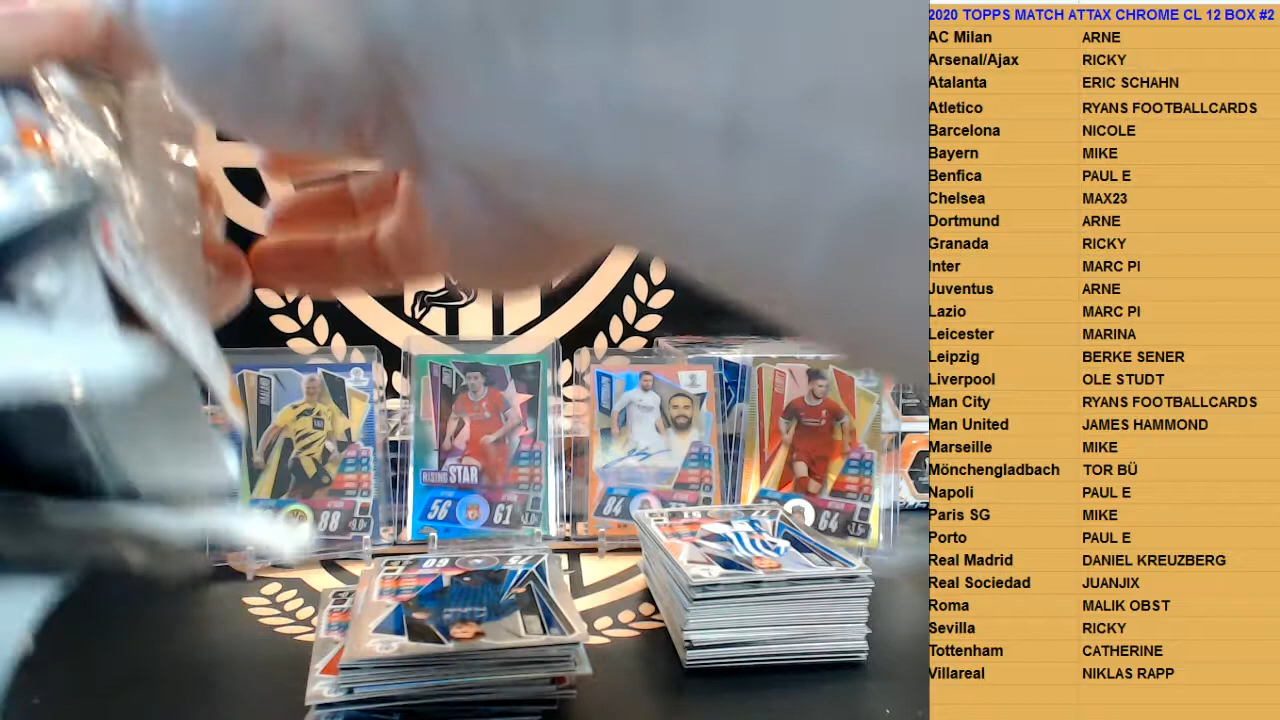 2020 TOPPS MATCH ATTAX CHROME CL 12 BOX #2
AC Milan ARNE
Arsenal/Ajax RICKY
Atalanta ERIC SCHAHN
Atletico RYANS FOOTBALLCARDS
Barcelona NICOLE
Bayern MIKE
Benfica PAUL E
Chelsea MAX23
Dortmund ARNE
Granada RICKY
Inter MARC PI
Juventus ARNE
Lazio MARC PI
Leicester MARINA
Leipzig BERKE SENER
Liverpool OLE STUDT
Man City RYANS FOOTBALLCARDS
Man United JAMES HAMMOND
Marseille MIKE
Mönchengladbach TOR BÜ
Napoli PAUL E
Paris SG MIKE
Porto PAUL E
Real Madrid DANIEL KREUZBERG
Real Sociedad JUANJIX
Roma MALIK OBST
Sevilla RICKY
Tottenham CATHERINE
Villareal NIKLAS RAPP
88
RISING STAR
56 61
84
64
75 60